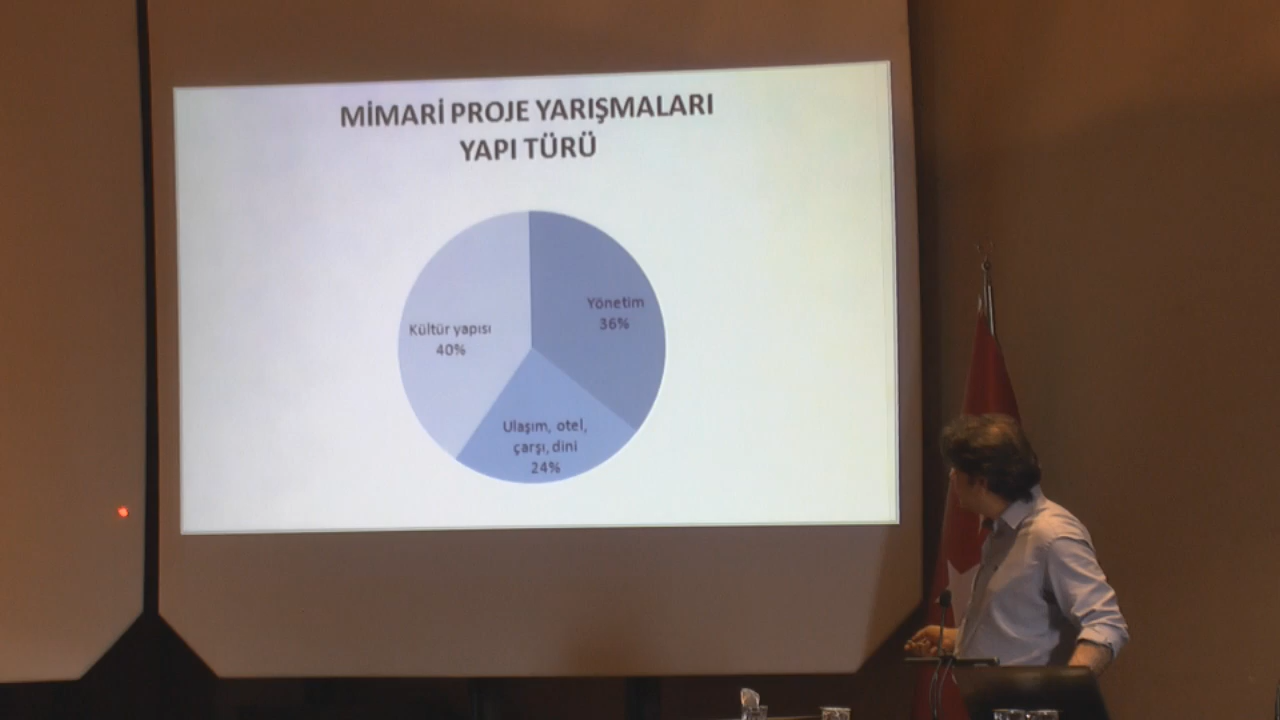 MİMARİ PROJE YARIŞMALARI
YAPI TÜRÜ
Yönetim
36%
Kültür yapısı
40%
Ulaşım, otel,
çarşı, dini
24%